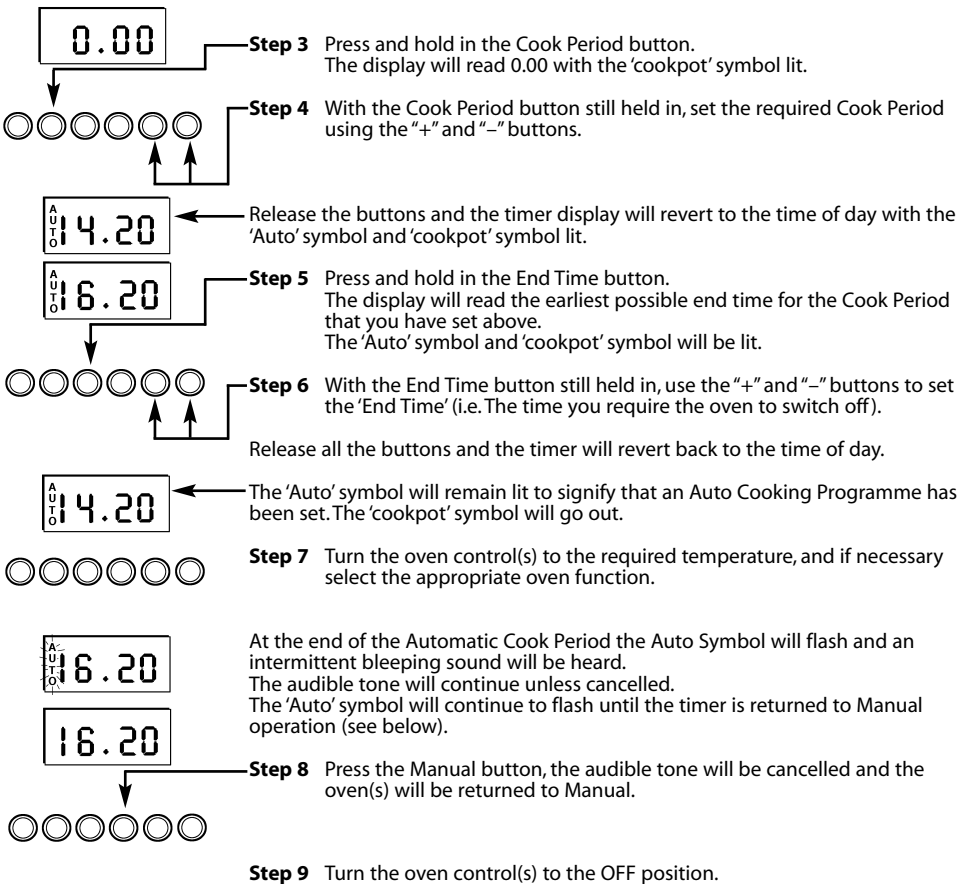 0.00
Step 3 Press and hold in the Cook Period button.
The display will read 0.00 with the ‘cookpot’ symbol lit.
Step 4 With the Cook Period button still held in, set the required Cook Period
using the “+” and “–” buttons.
AUTO 14.20
Release the buttons and the timer display will revert to the time of day with the
‘Auto’ symbol and ‘cookpot’ symbol lit.
AUTO 16.20
Step 5 Press and hold in the End Time button.
The display will read the earliest possible end time for the Cook Period
that you have set above.
The ‘Auto’ symbol and ‘cookpot’ symbol will be lit.
Step 6 With the End Time button still held in, use the “+” and “–” buttons to set
the ‘End Time’ (i.e. The time you require the oven to switch off).
Release all the buttons and the timer will revert back to the time of day.
AUTO 14.20
The ‘Auto’ symbol will remain lit to signify that an Auto Cooking Programme has
been set. The ‘cookpot’ symbol will go out.
Step 7 Turn the oven control(s) to the required temperature, and if necessary
select the appropriate oven function.
AUTO 16.20
At the end of the Automatic Cook Period the Auto Symbol will flash and an
intermittent bleeping sound will be heard.
The audible tone will continue unless cancelled.
The ‘Auto’ symbol will continue to flash until the timer is returned to Manual
operation (see below).
16.20
Step 8 Press the Manual button, the audible tone will be cancelled and the
oven(s) will be returned to Manual.
Step 9 Turn the oven control(s) to the OFF position.